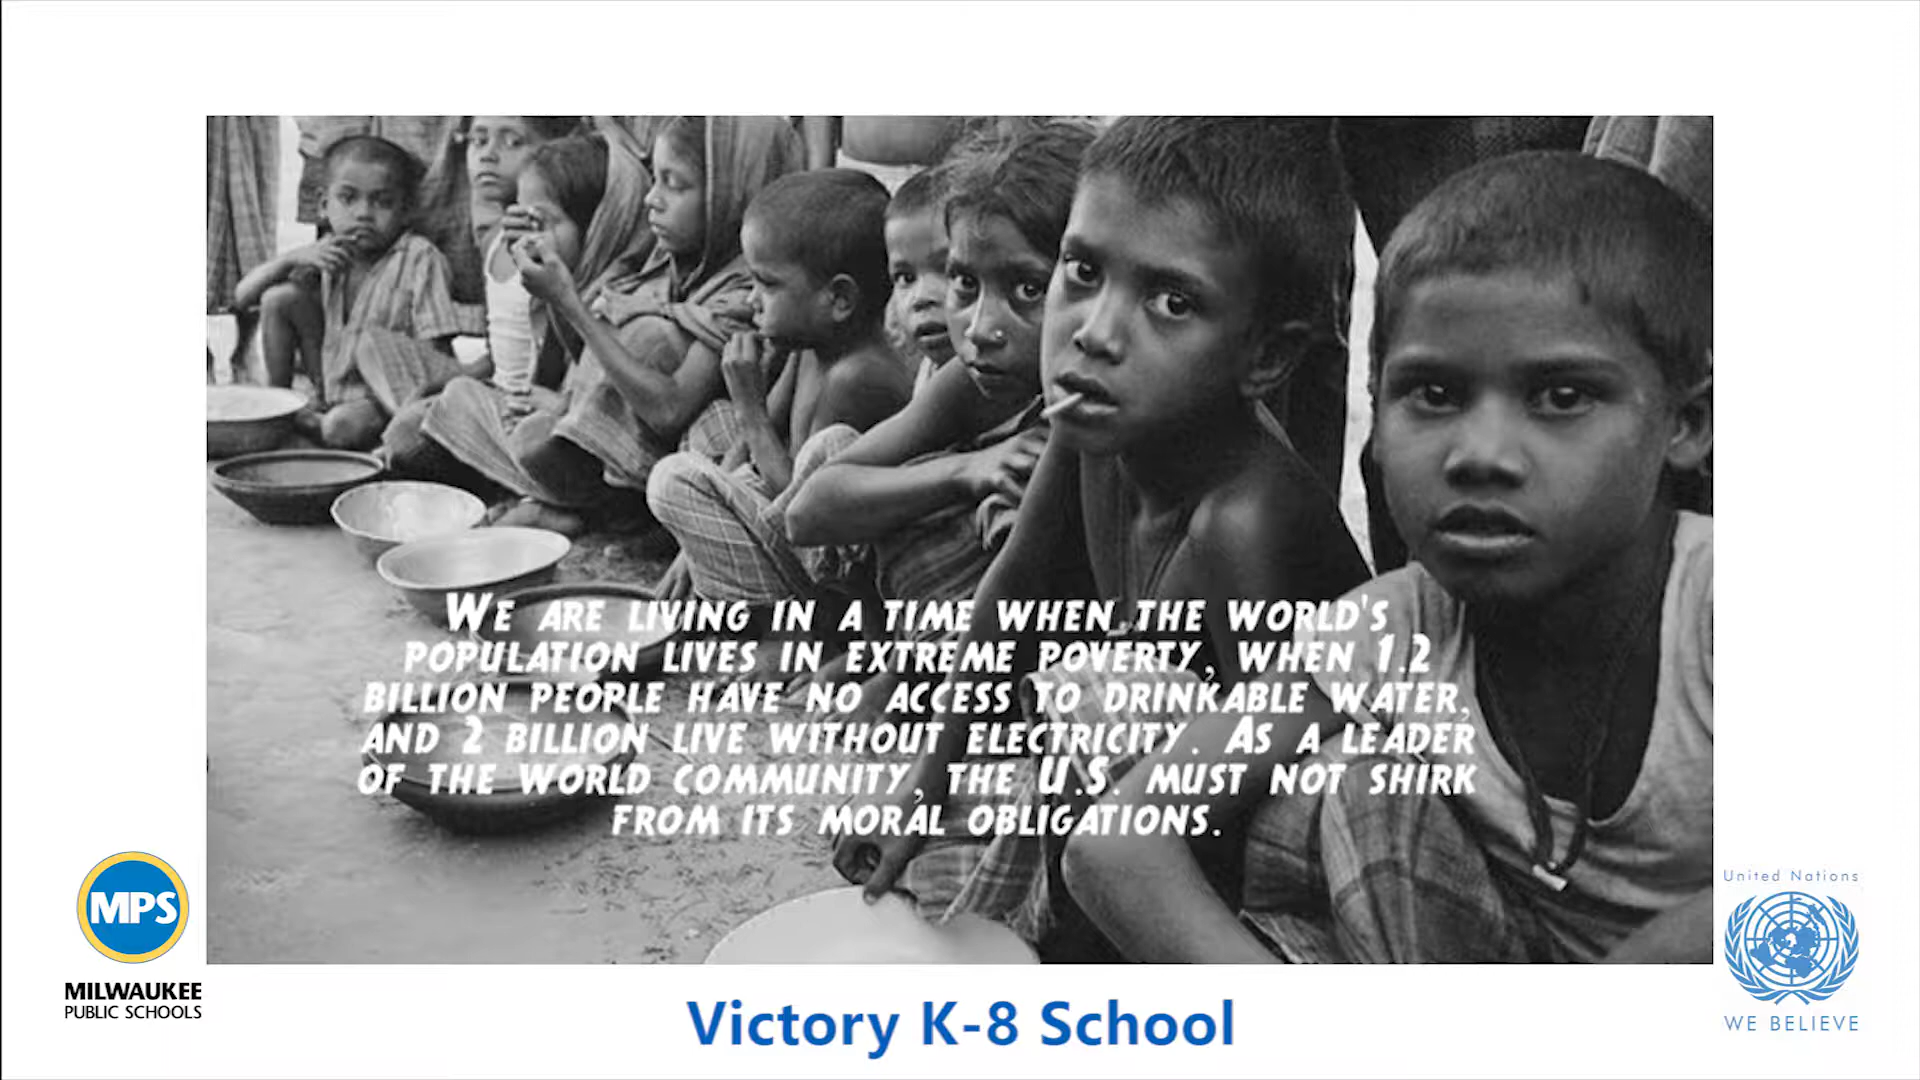 We are living in a time when the world's
population lives in extreme poverty, when 1.2
billion people have no access to drinkable water,
and 2 billion live without electricity. As a leader
of the world community, the U.S. must not shirk
from its moral obligations.
MPS
MILWAUKEE
PUBLIC SCHOOLS
Victory K-8 School
United Nations
WE BELIEVE